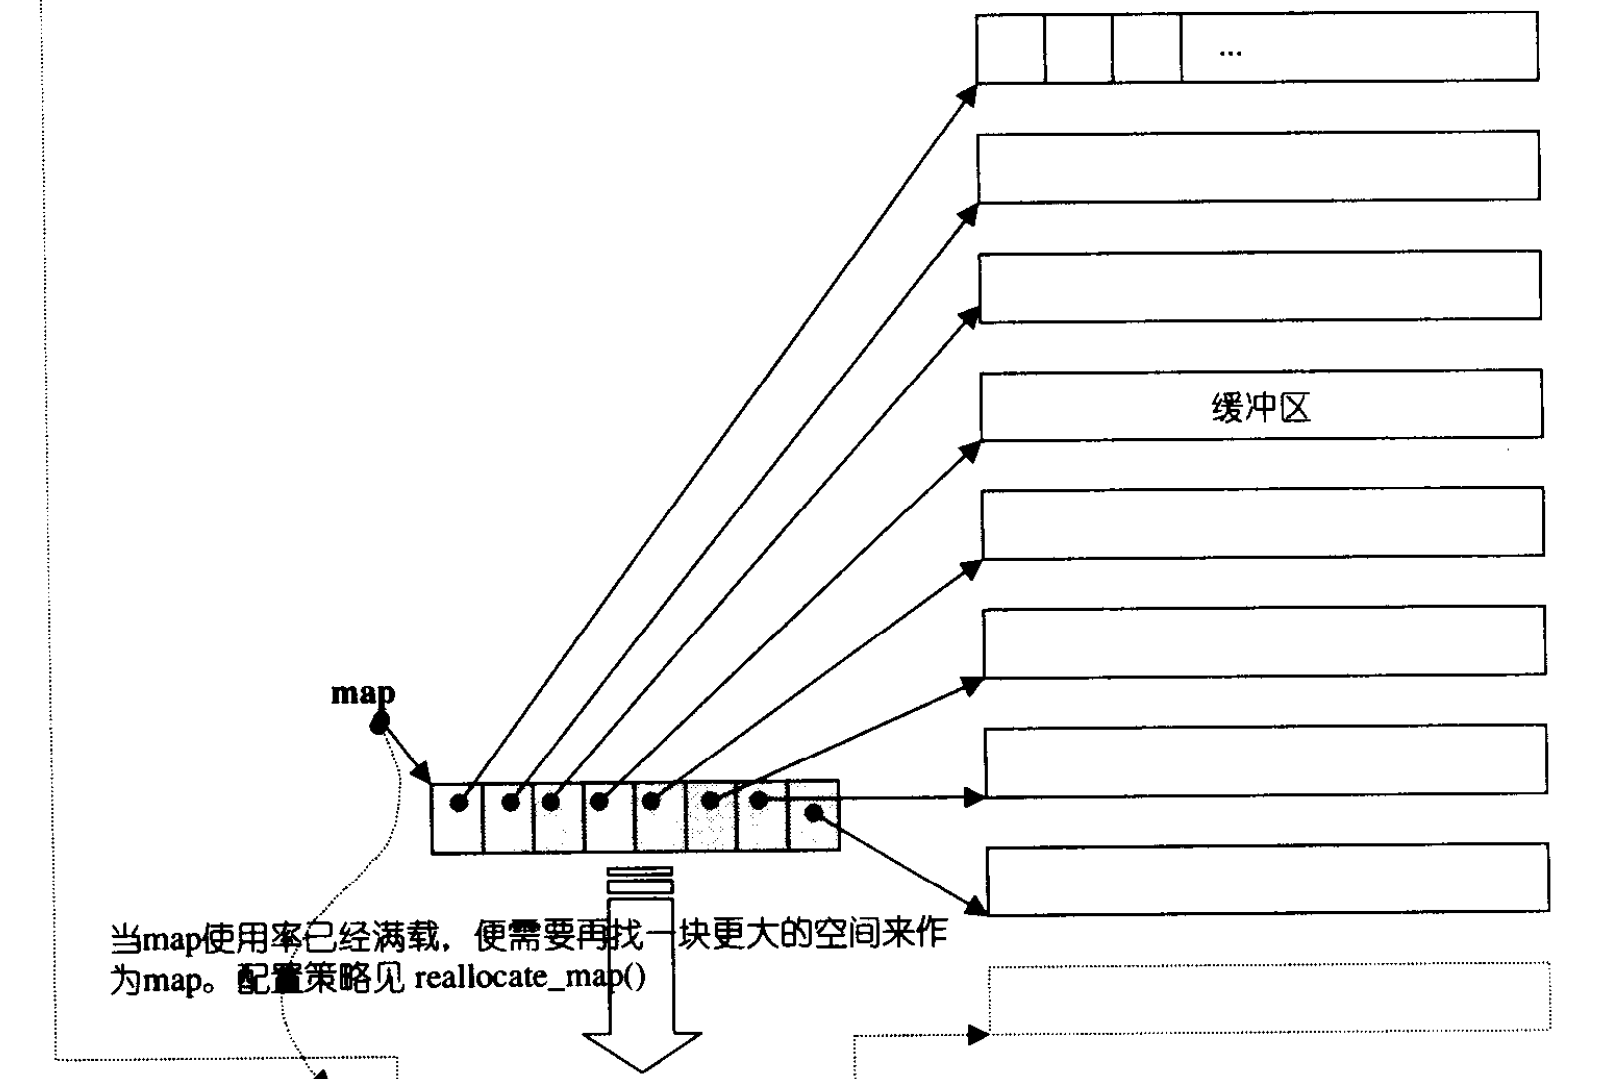 ...
缓冲区
map
当map使用率已经满载，便需要再找一块更大的空间来作
为map。配置策略见 reallocate_map()